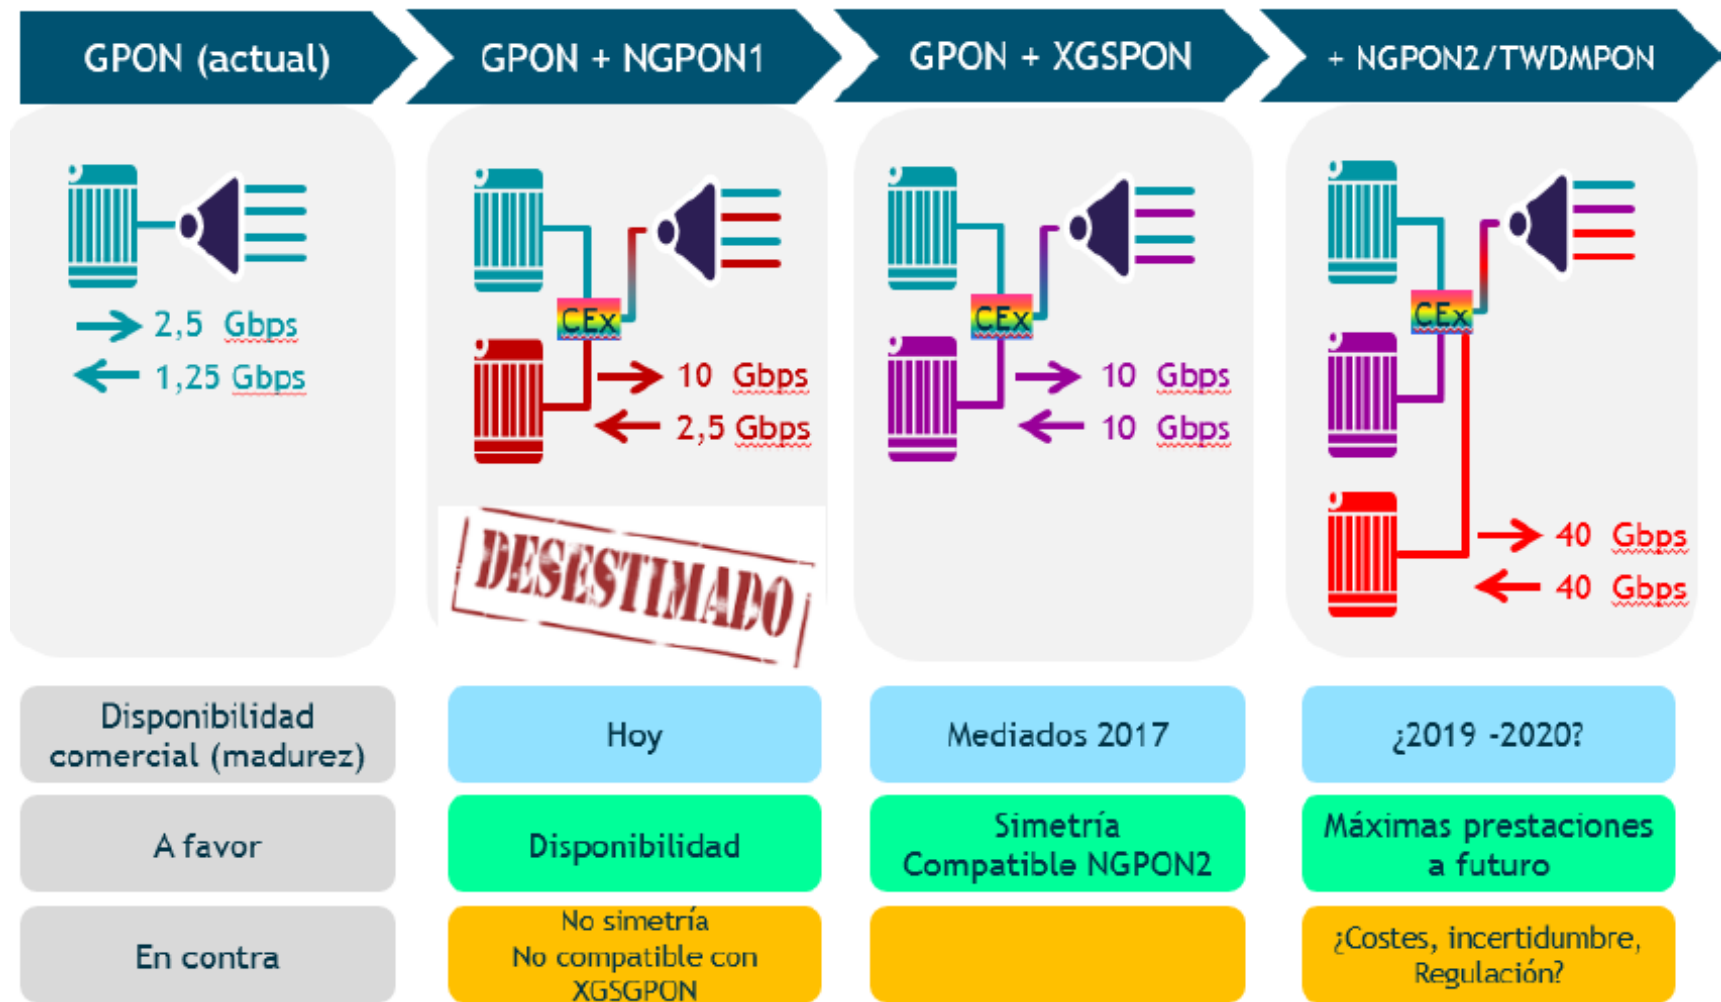 GPON (actual)
GPON + NGPON1
GPON + XGSPON
+ NGPON2/TWDMPON
2,5 Gbps
1,25 Gbps
CEx
10 Gbps
2,5 Gbps
DESESTIMADO
CEx
10 Gbps
10 Gbps
CEx
40 Gbps
40 Gbps
Disponibilidad
comercial (madurez)
Hoy
Mediados 2017
¿2019 -2020?
A favor
Disponibilidad
Simetría
Compatible NGPON2
Máximas prestaciones
a futuro
En contra
No simetría
No compatible con
XGSGPON
¿Costes, incertidumbre,
Regulación?